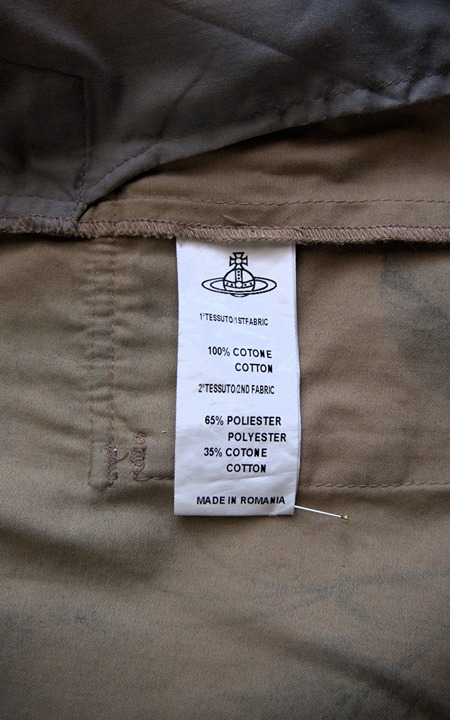 1°TESSUTO/1STFABRIC
100% COTONE
COTTON
2°TESSUTO/2ND FABRIC
65% POLIESTER
POLYESTER
35% COTONE
COTTON
MADE IN ROMANIA